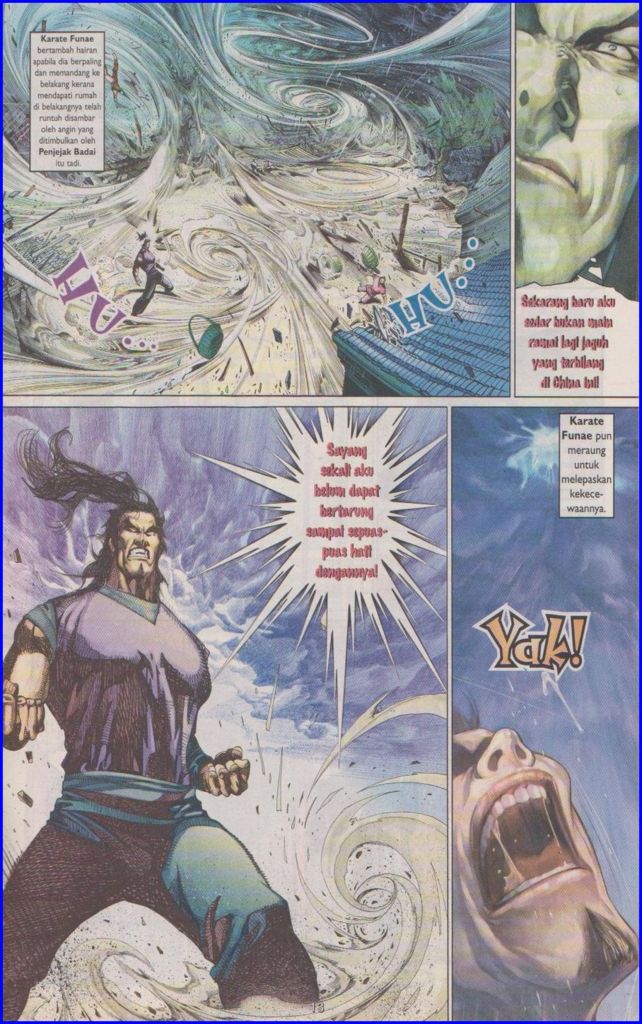 Karate Funae
bertambah hairan
apabila dia berpaling
dan memandang ke
belakang kerana
mendapati rumah
di belakangnya telah
runtuh disambar
oleh angin yang
ditimbulkan oleh
Penjejak Badai
itu tadi.
HU...
HU...
Sekarang baru aku
sedar bukan main
ramai lagi jaguh
yang terbilang
di China ini!
Sayang
sekali aku
belum dapat
bertarung
sampai sepuas-
puas hati
dengannya!
Karate
Funae pun
meraung
untuk
melepaskan
kekece-
waannya.
Yak!
13